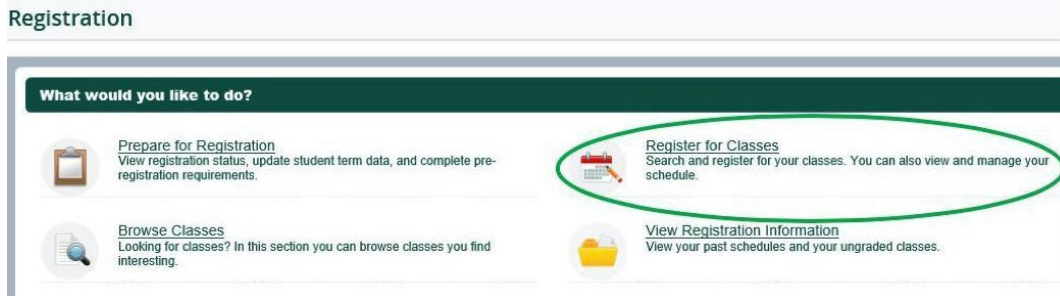 Registration
What would you like to do?
Prepare for Registration
View registration status, update student term data, and complete pre-
registration requirements.
Register for Classes
Search and register for your classes. You can also view and manage your
schedule.
Browse Classes
Looking for classes? In this section you can browse classes you find
interesting.
View Registration Information
View your past schedules and your ungraded classes.